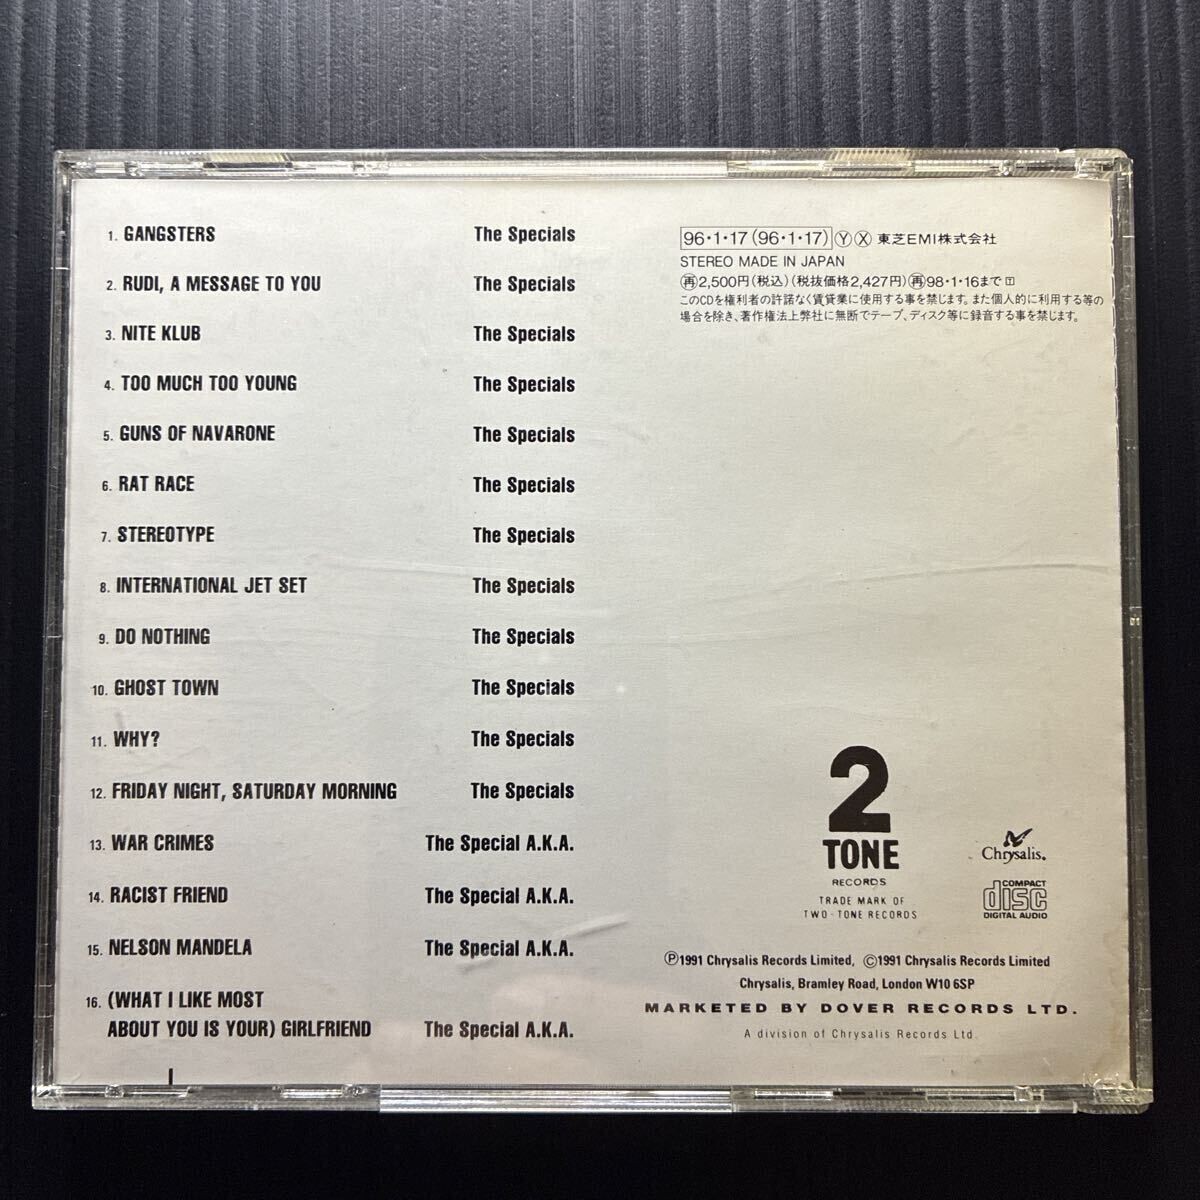 1. GANGSTERS The Specials
2. RUDI, A MESSAGE TO YOU The Specials
3. NITE KLUB The Specials
4. TOO MUCH TOO YOUNG The Specials
5. GUNS OF NAVARONE The Specials
6. RAT RACE The Specials
7. STEREOTYPE The Specials
8. INTERNATIONAL JET SET The Specials
9. DO NOTHING The Specials
10. GHOST TOWN The Specials
11. WHY? The Specials
12. FRIDAY NIGHT, SATURDAY MORNING The Specials
13. WAR CRIMES The Special A.K.A.
14. RACIST FRIEND The Special A.K.A.
15. NELSON MANDELA The Special A.K.A.
16. (WHAT I LIKE MOST
ABOUT YOU IS YOUR) GIRLFRIEND The Special A.K.A.
96・1・17(96・1・17)ⓎⓍ東芝EMI株式会社
STEREO MADE IN JAPAN
再2,500円(税込)(税抜価格2,427円)再98・1・16まで🅃
このCDを権利者の許諾なく賃貸業に使用する事を禁じます。また個人的に利用する等の
場合を除き、著作権法上弊社に無断でテープ、ディスク等に録音する事を禁じます。
2
TONE
RECORDS
TRADE MARK OF
TWO-TONE RECORDS
Chrysalis®
COMPACT
disc
DIGITAL AUDIO
Ⓟ1991 Chrysalis Records Limited, ©1991 Chrysalis Records Limited
Chrysalis, Bramley Road, London W10 6SP
MARKETED BY DOVER RECORDS LTD.
A division of Chrysalis Records Ltd.